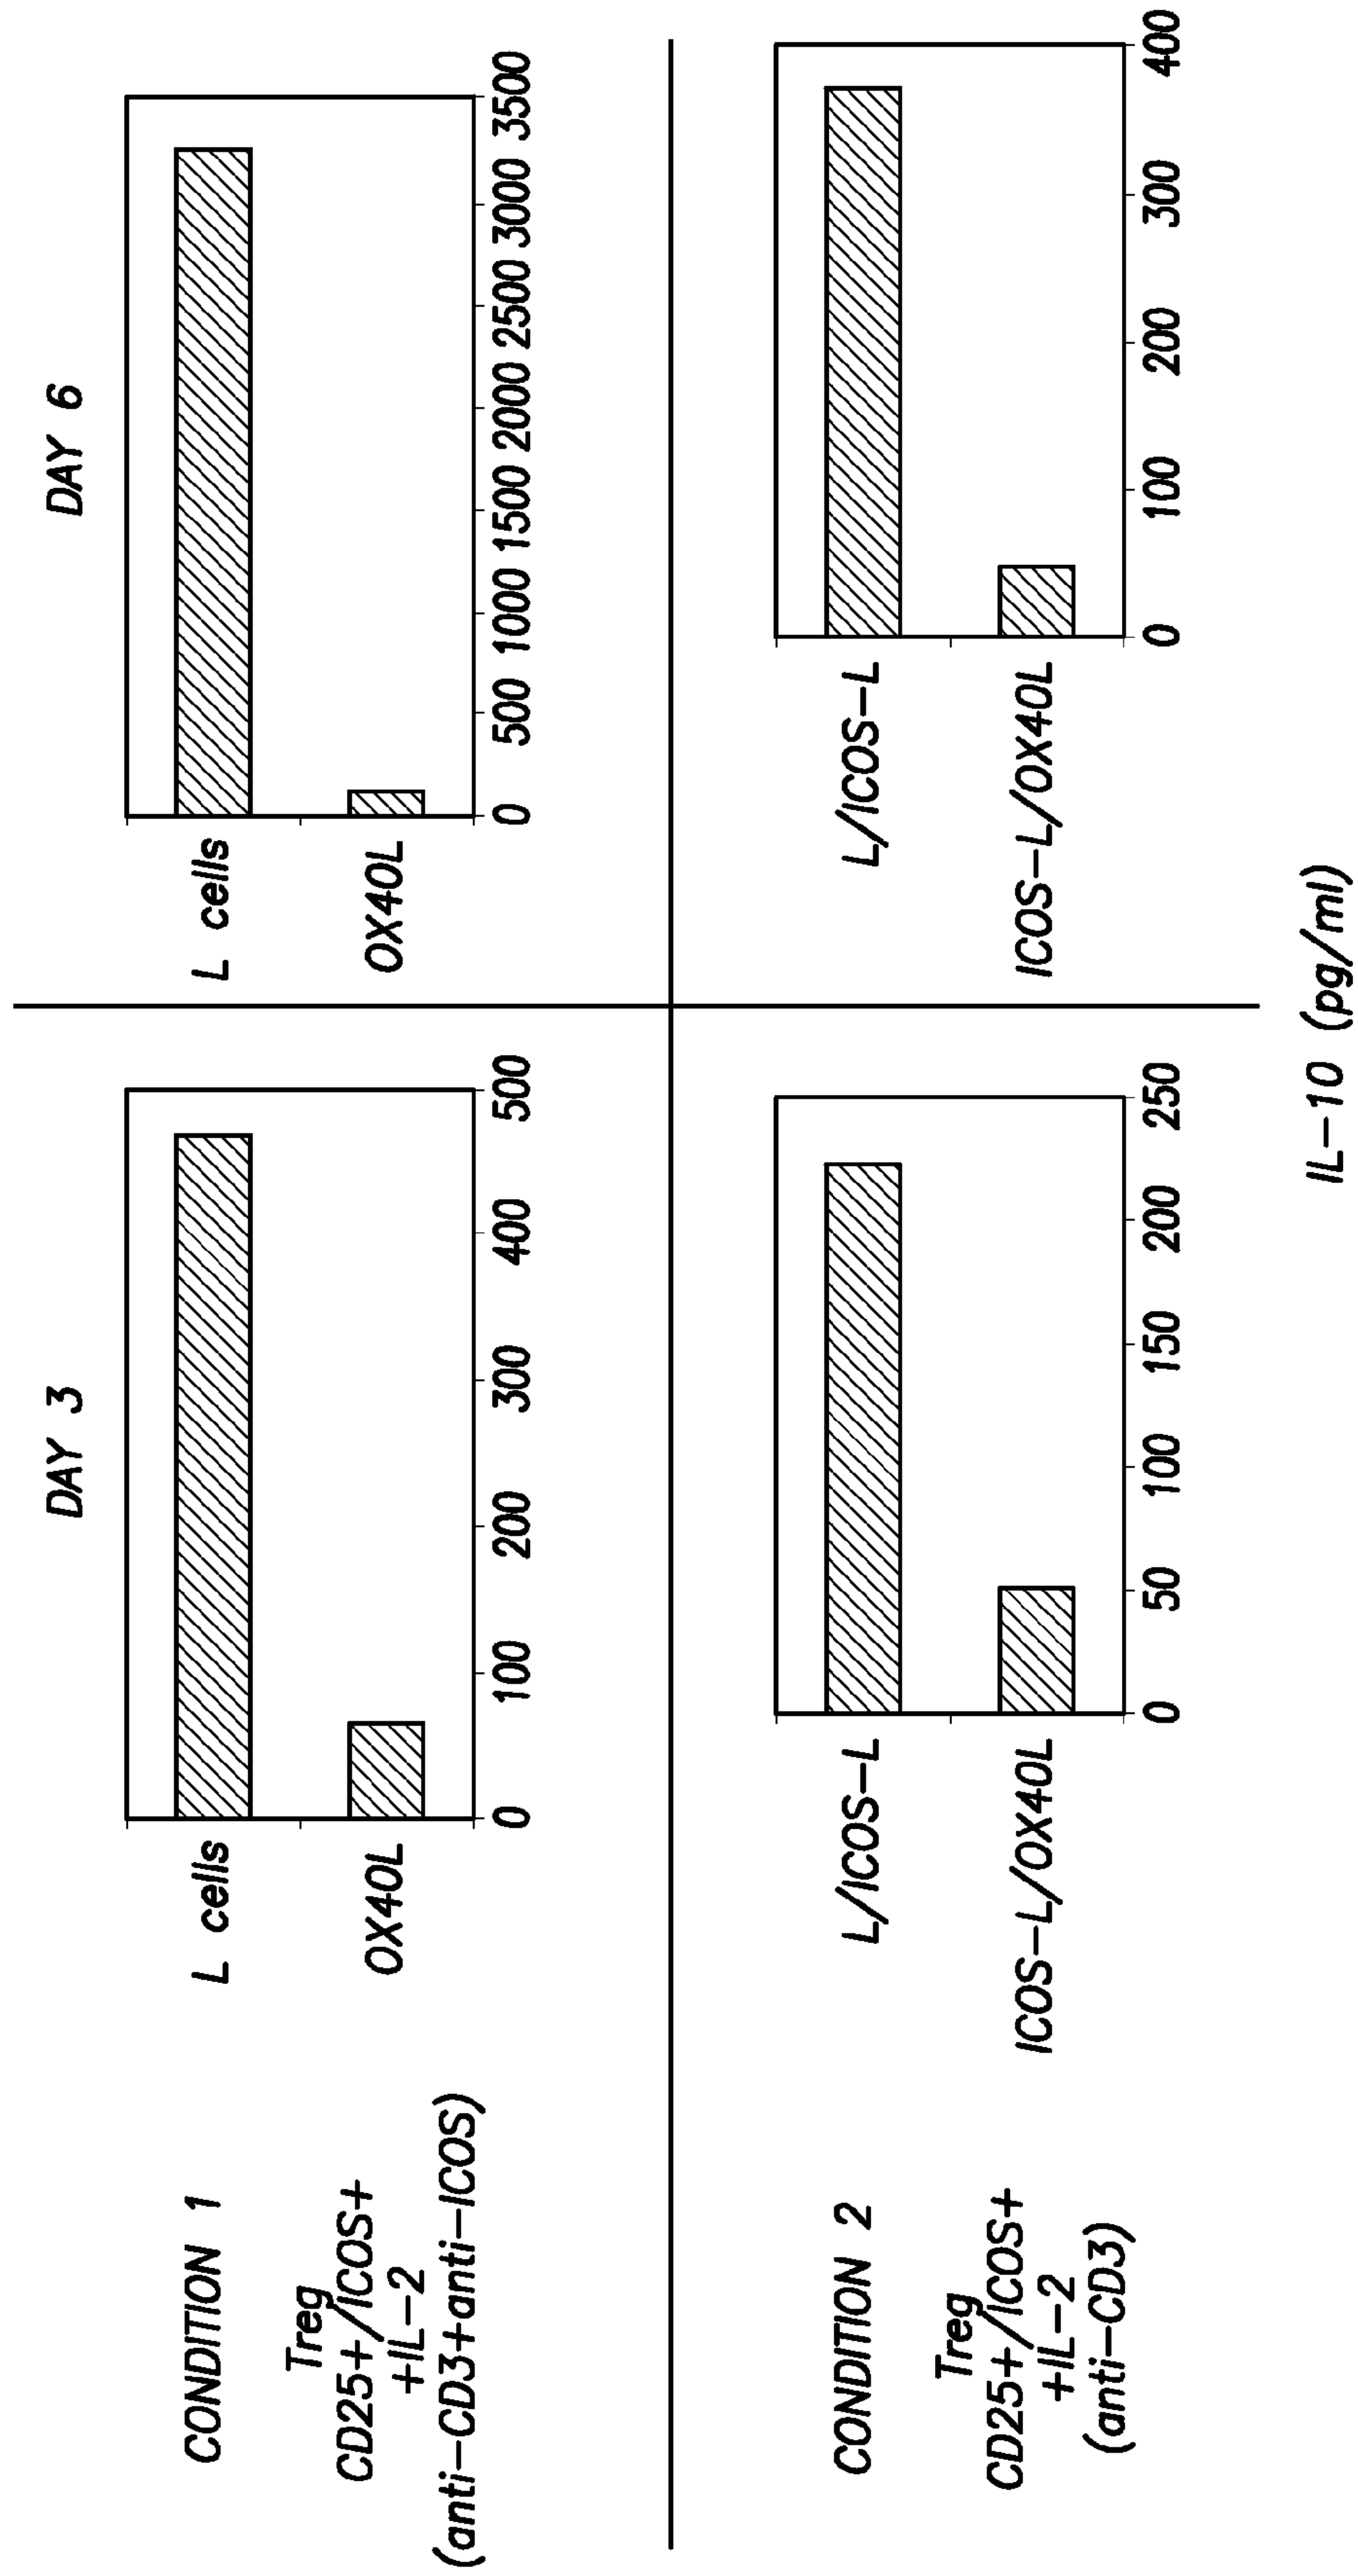 DAY 3
DAY 6
CONDITION 1
Treg
CD25+/ICOS+
+IL-2
(anti-CD3+anti-ICOS)
L cells
OX40L
0 100 200 300 400 500
L cells
OX40L
0 500 1000 1500 2000 2500 3000 3500
CONDITION 2
Treg
CD25+/ICOS+
+IL-2
(anti-CD3)
L/ICOS-L
ICOS-L/OX40L
0 50 100 150 200 250
L/ICOS-L
ICOS-L/OX40L
0 100 200 300 400
IL-10 (pg/ml)